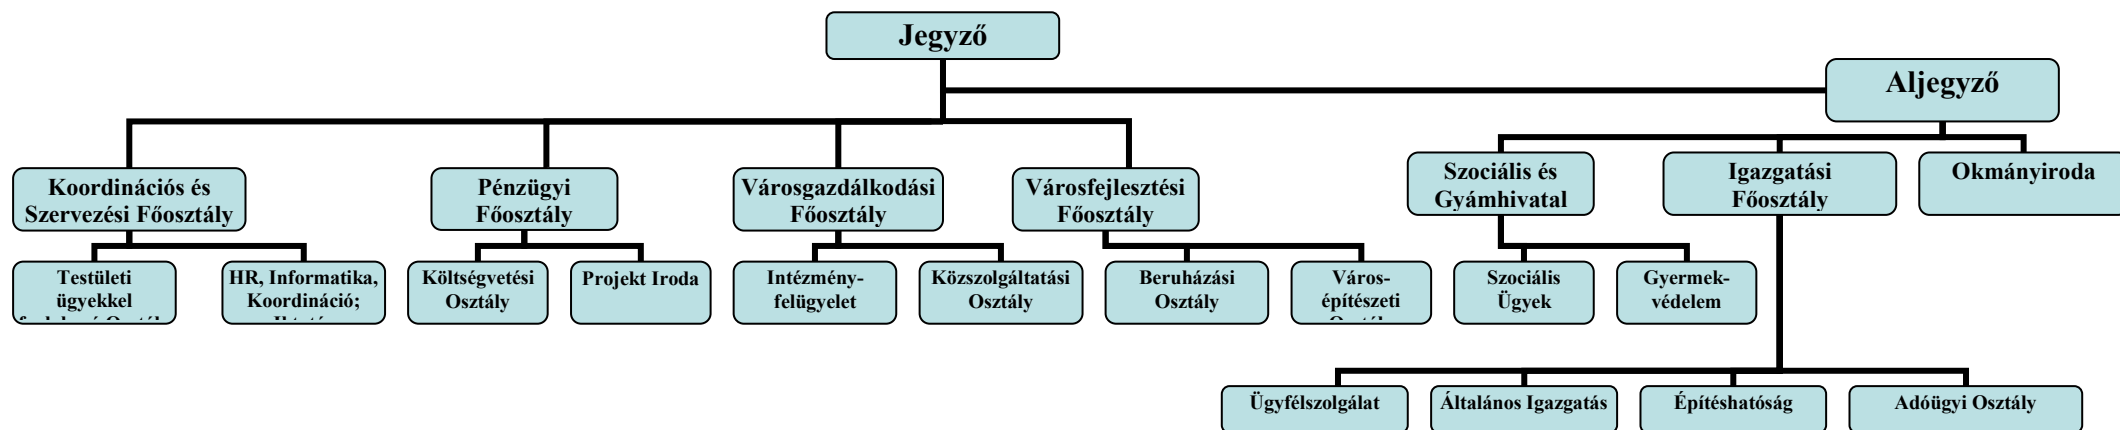 Jegyző
Aljegyző
Koordinációs és
Szervezési Főosztály
Pénzügyi
Főosztály
Városgazdálkodási
Főosztály
Városfejlesztési
Főosztály
Szociális és
Gyámhivatal
Igazgatási
Főosztály
Okmányiroda
Testületi
ügyekkel
HR, Informatika,
Koordináció;
Költségvetési
Osztály
Projekt Iroda
Intézmény-
felügyelet
Közszolgáltatási
Osztály
Beruházási
Osztály
Város-
építészeti
Szociális
Ügyek
Gyermek-
védelem
Ügyfélszolgálat
Általános Igazgatás
Építéshatóság
Adóügyi Osztály